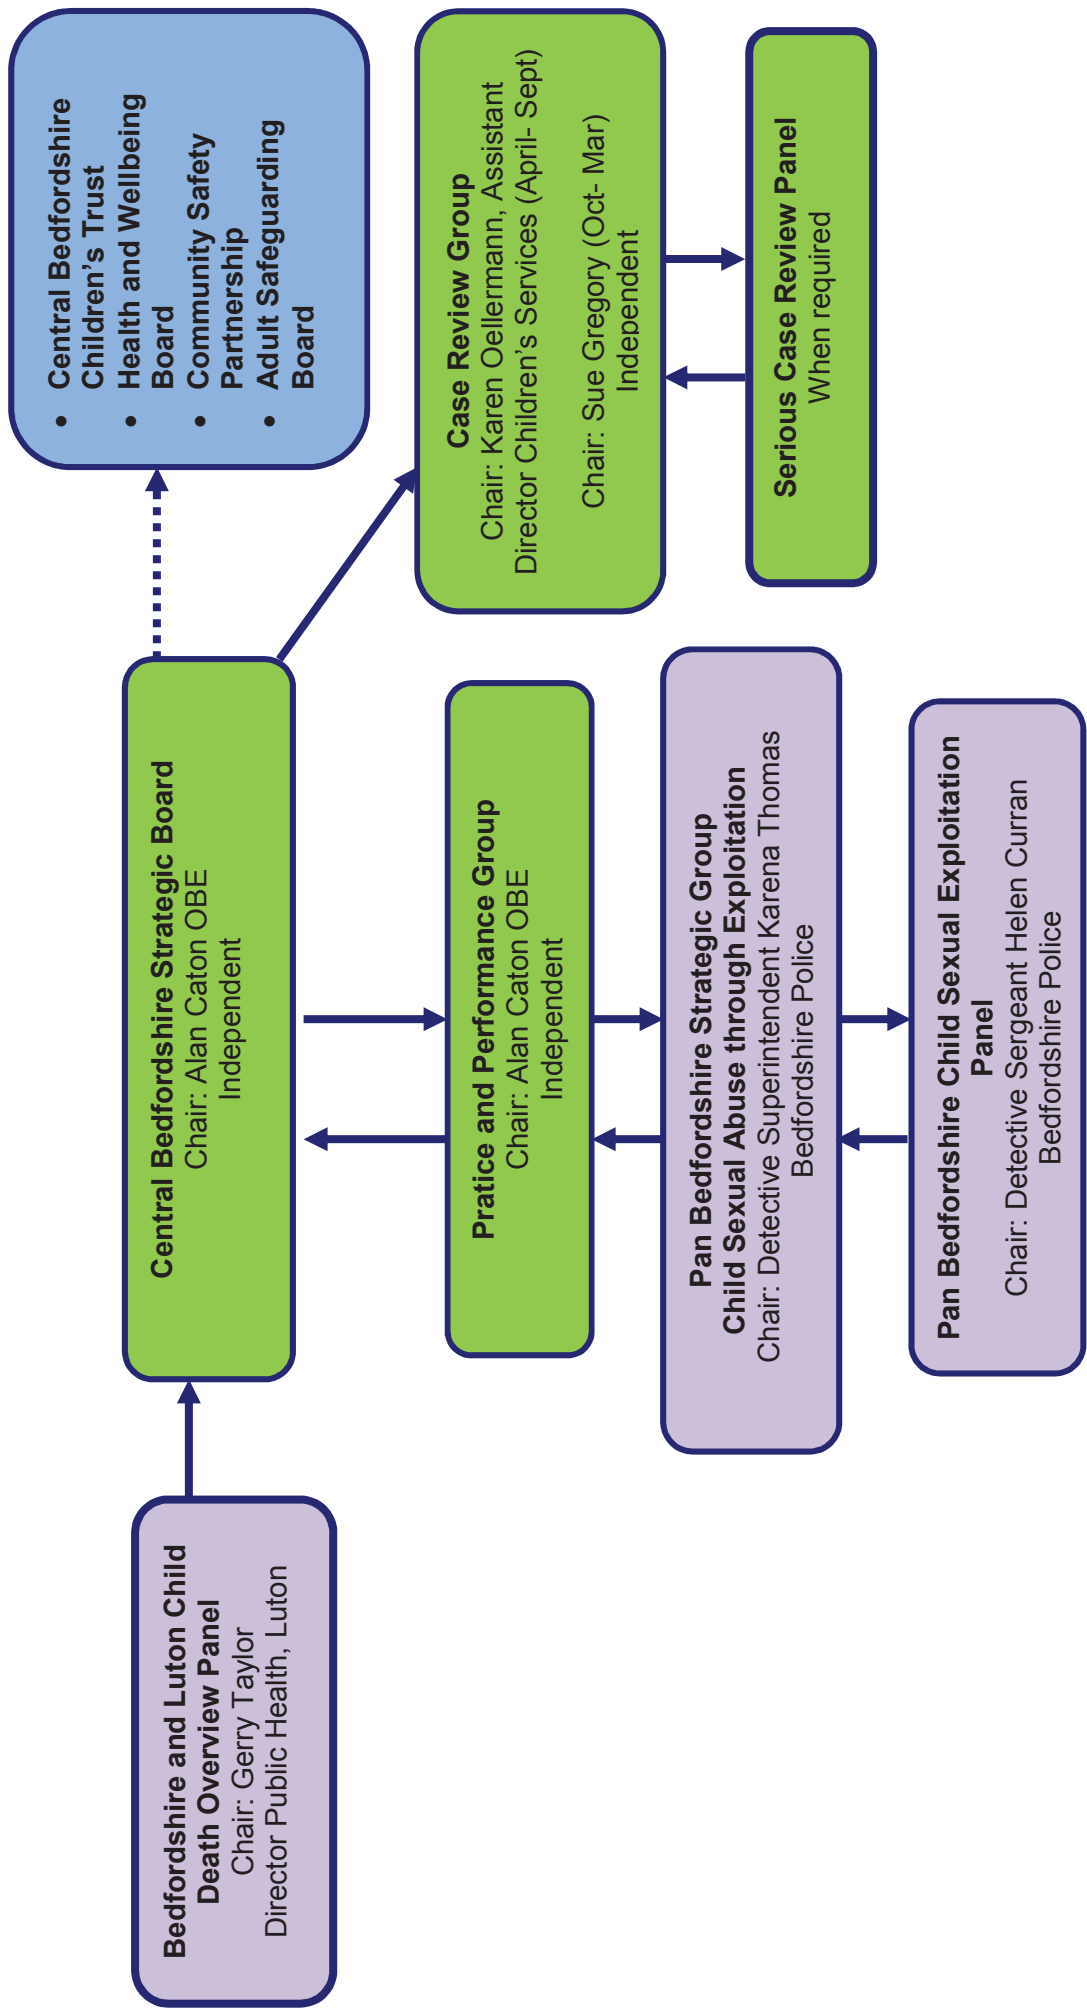 Bedfordshire and Luton Child
Death Overview Panel
Chair: Gerry Taylor
Director Public Health, Luton
Central Bedfordshire Strategic Board
Chair: Alan Caton OBE
Independent
• Central Bedfordshire
Children's Trust
• Health and Wellbeing
Board
• Community Safety
Partnership
• Adult Safeguarding
Board
Pratice and Performance Group
Chair: Alan Caton OBE
Independent
Case Review Group
Chair: Karen Oellermann, Assistant
Director Children's Services (April- Sept)
Chair: Sue Gregory (Oct- Mar)
Independent
Pan Bedfordshire Strategic Group
Child Sexual Abuse through Exploitation
Chair: Detective Superintendent Karena Thomas
Bedfordshire Police
Serious Case Review Panel
When required
Pan Bedfordshire Child Sexual Exploitation
Panel
Chair: Detective Sergeant Helen Curran
Bedfordshire Police